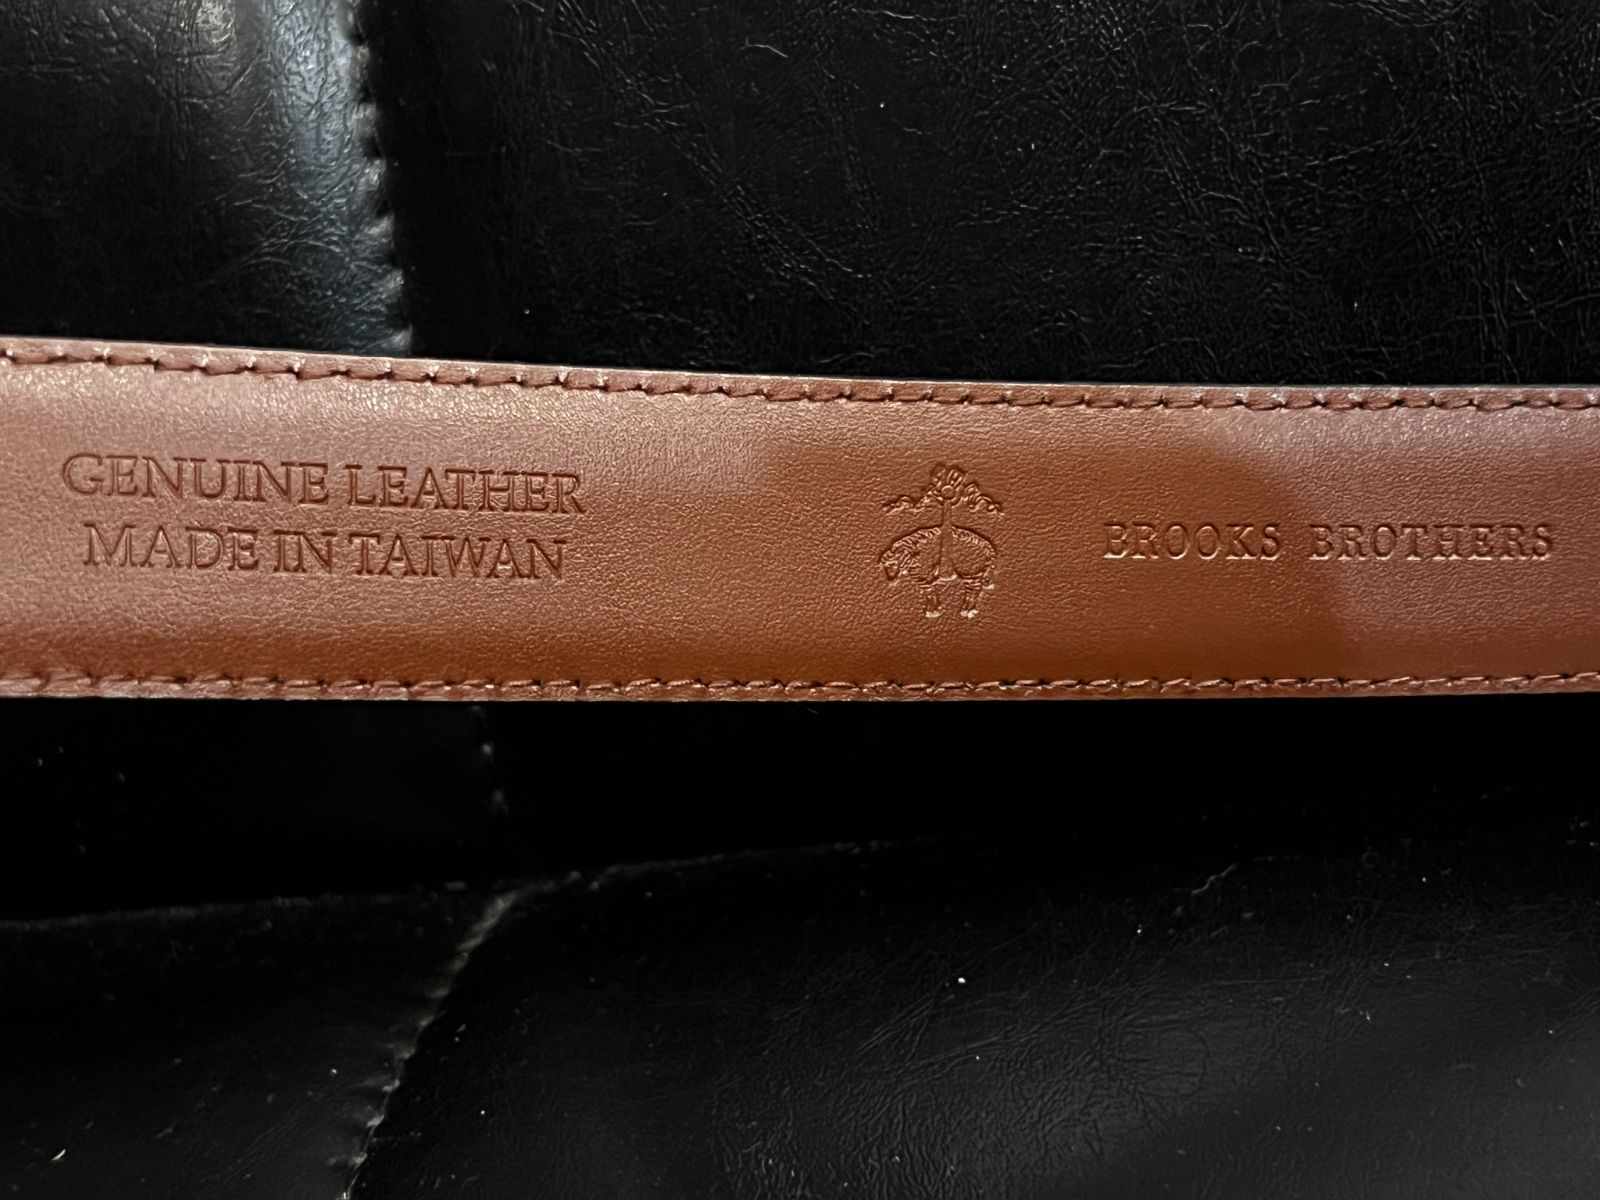 GENUINE LEATHER
MADE IN TAIWAN
BROOKS BROTHERS